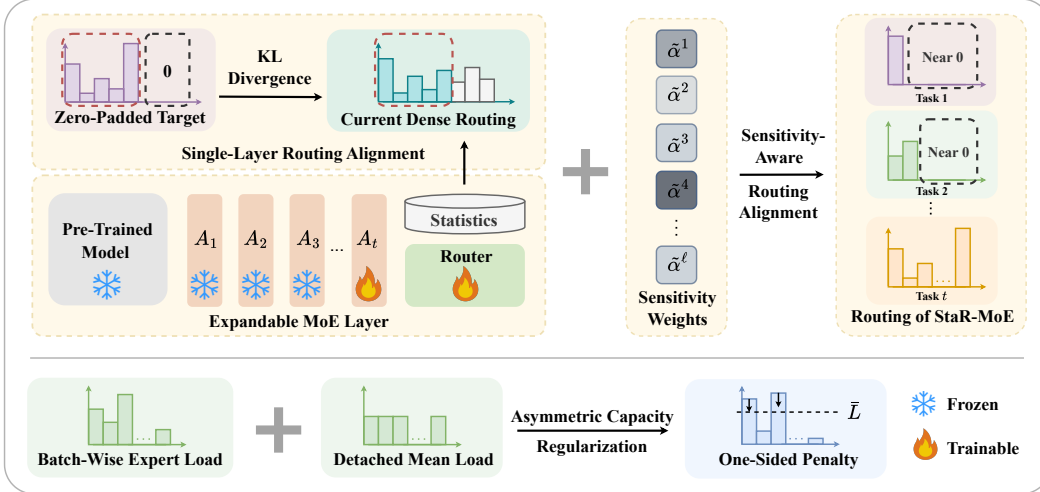 0
Zero-Padded Target
KL
Divergence
Current Dense Routing
Single-Layer Routing Alignment
Pre-Trained
Model
A₁
A₂
A₃
...
Aₜ
Statistics
Router
Expandable MoE Layer
α̃¹
α̃²
α̃³
α̃⁴
⋮
α̃ˡ
Sensitivity
Weights
Sensitivity-
Aware
Routing
Alignment
Near 0
Task 1
Near 0
Task 2
⋮
...
Task t
Routing of StaR-MoE
...
Batch-Wise Expert Load
...
Detached Mean Load
Asymmetric Capacity
Regularization
L̄
...
One-Sided Penalty
Frozen
Trainable